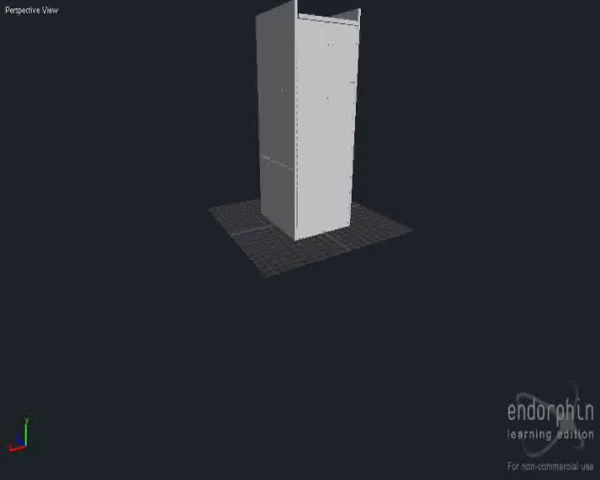 Perspective View
Y
endorphin
learning edition
For non-commercial use